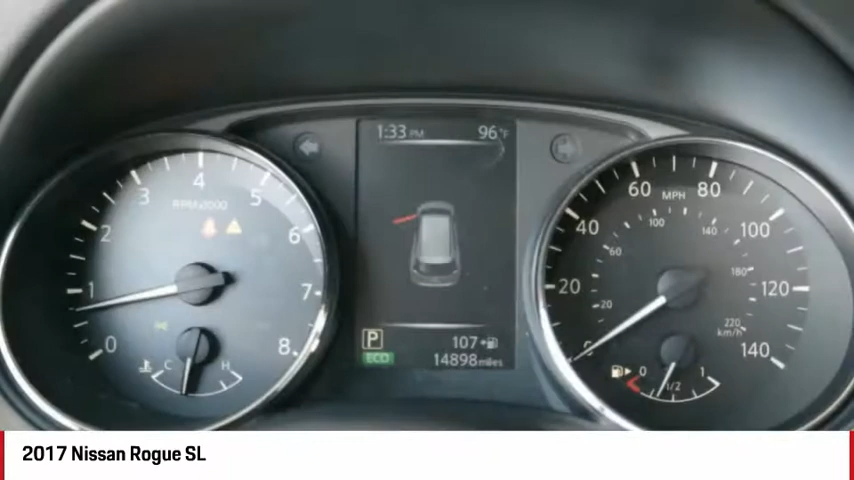 1:33 PM 96°F
P 107
ECO 14898 miles
0 1 2 3 4 5 6 7 8
C H
0 20 40 60 80 100 120 140
MPH
20 60 100 140 180 220
km/h
0 1/2 1
2017 Nissan Rogue SL